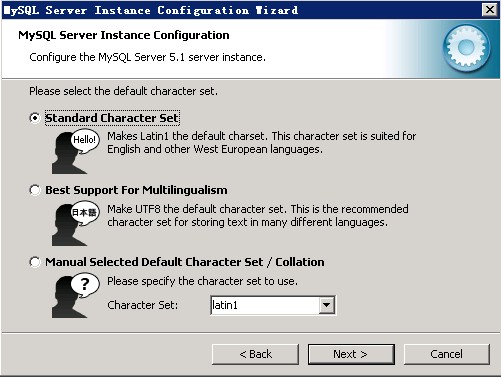 MySQL Server Instance Configuration Wizard
MySQL Server Instance Configuration
Configure the MySQL Server 5.1 server instance.
Please select the default character set.
Standard Character Set
Hello!
Makes Latin1 the default charset. This character set is suited for
English and other West European languages.
Best Support For Multilingualism
日本語
Make UTF8 the default character set. This is the recommended
character set for storing text in many different languages.
Manual Selected Default Character Set / Collation
?
Please specify the character set to use.
Character Set: latin1
< Back Next > Cancel